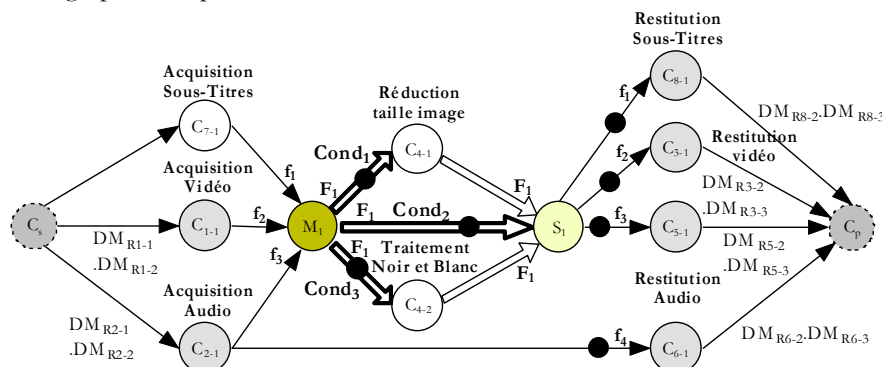 Acquisition
Sous-Titres
C7-1
f1
Acquisition
Vidéo
Cs
C1-1
f2
DMR1-1
.DMR1-2
f3
Acquisition
Audio
DMR2-1
.DMR2-2
C2-1
M1
Réduction
taille image
Cond1
F1
C4-1
F1
F1
Cond2
F1
Traitement
Noir et Blanc
Cond3
C4-2
F1
S1
Restitution
Sous-Titres
f1
C8-1
DMR8-2.DMR8-3
Restitution
vidéo
f2
C3-1
DMR3-2
.DMR3-3
f3
C5-1
DMR5-2
.DMR5-3
Cp
Restitution
Audio
f4
C6-1
DMR6-2.DMR6-3